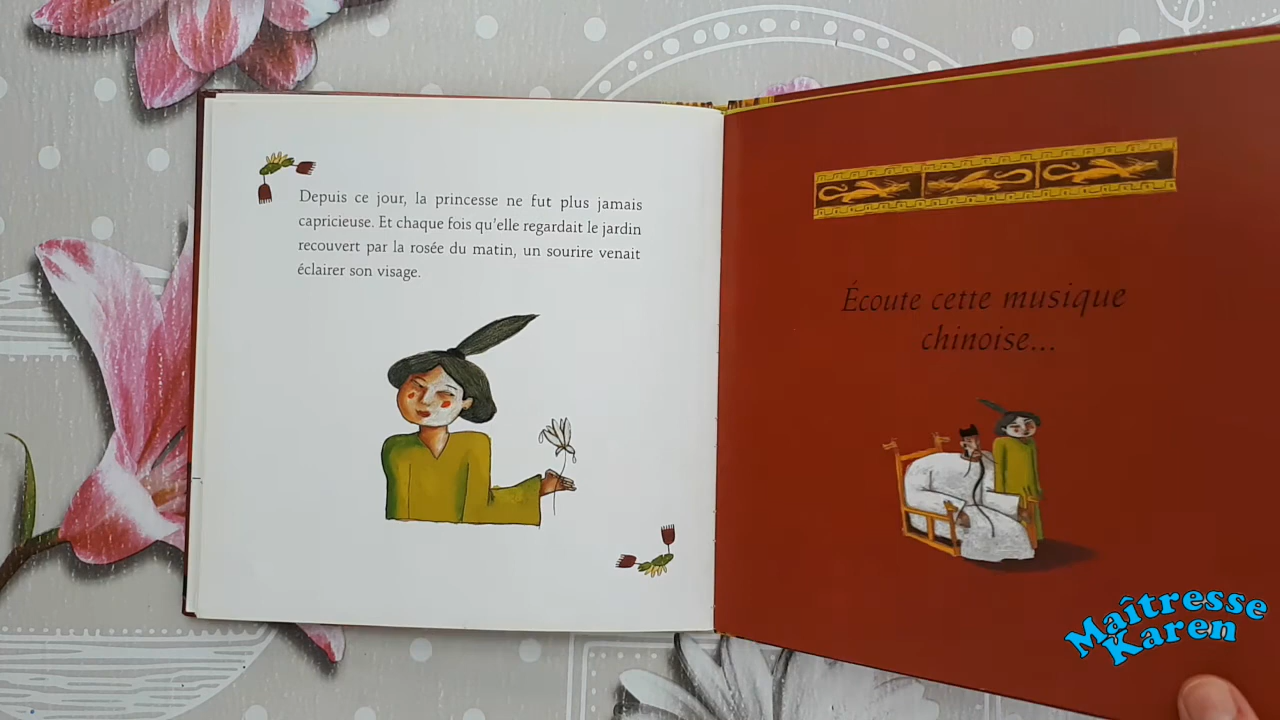 Depuis ce jour, la princesse ne fut plus jamais
capricieuse. Et chaque fois qu'elle regardait le jardin
recouvert par la rosée du matin, un sourire venait
éclairer son visage.
Écoute cette musique
chinoise...
Maîtresse
Karen